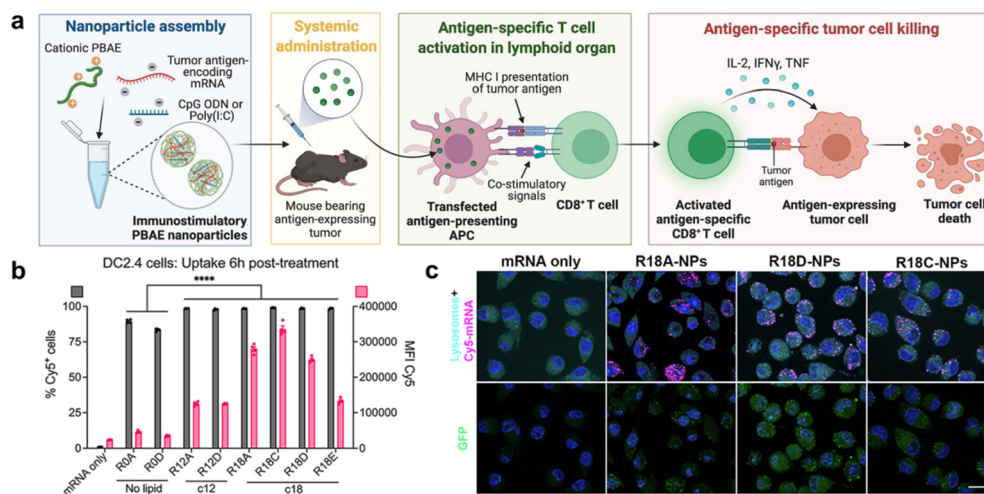 a
Nanoparticle assembly
Cationic PBAE
Tumor antigen-
encoding
mRNA
CpG ODN or
Poly(I:C)
Immunostimulatory
PBAE nanoparticles
Systemic
administration
Mouse bearing
antigen-expressing
tumor
Antigen-specific T cell
activation in lymphoid organ
MHC I presentation
of tumor antigen
Co-stimulatory
signals
Transfected
antigen-presenting
APC
CD8⁺ T cell
Antigen-specific tumor cell killing
IL-2, IFNγ, TNF
Tumor
antigen
Activated
antigen-specific
CD8⁺ T cell
Antigen-expressing
tumor cell
Tumor cell
death
b
DC2.4 cells: Uptake 6h post-treatment
****
% Cy5⁺ cells
100
75
50
25
0
MFI Cy5
400000
300000
200000
100000
0
mRNA only
R0A
R0D
R12A
R12D
R18A
R18C
R18D
R18E
No lipid
c12
c18
c
mRNA only
R18A-NPs
R18D-NPs
R18C-NPs
Lysosomes+
Cy5-mRNA
GFP